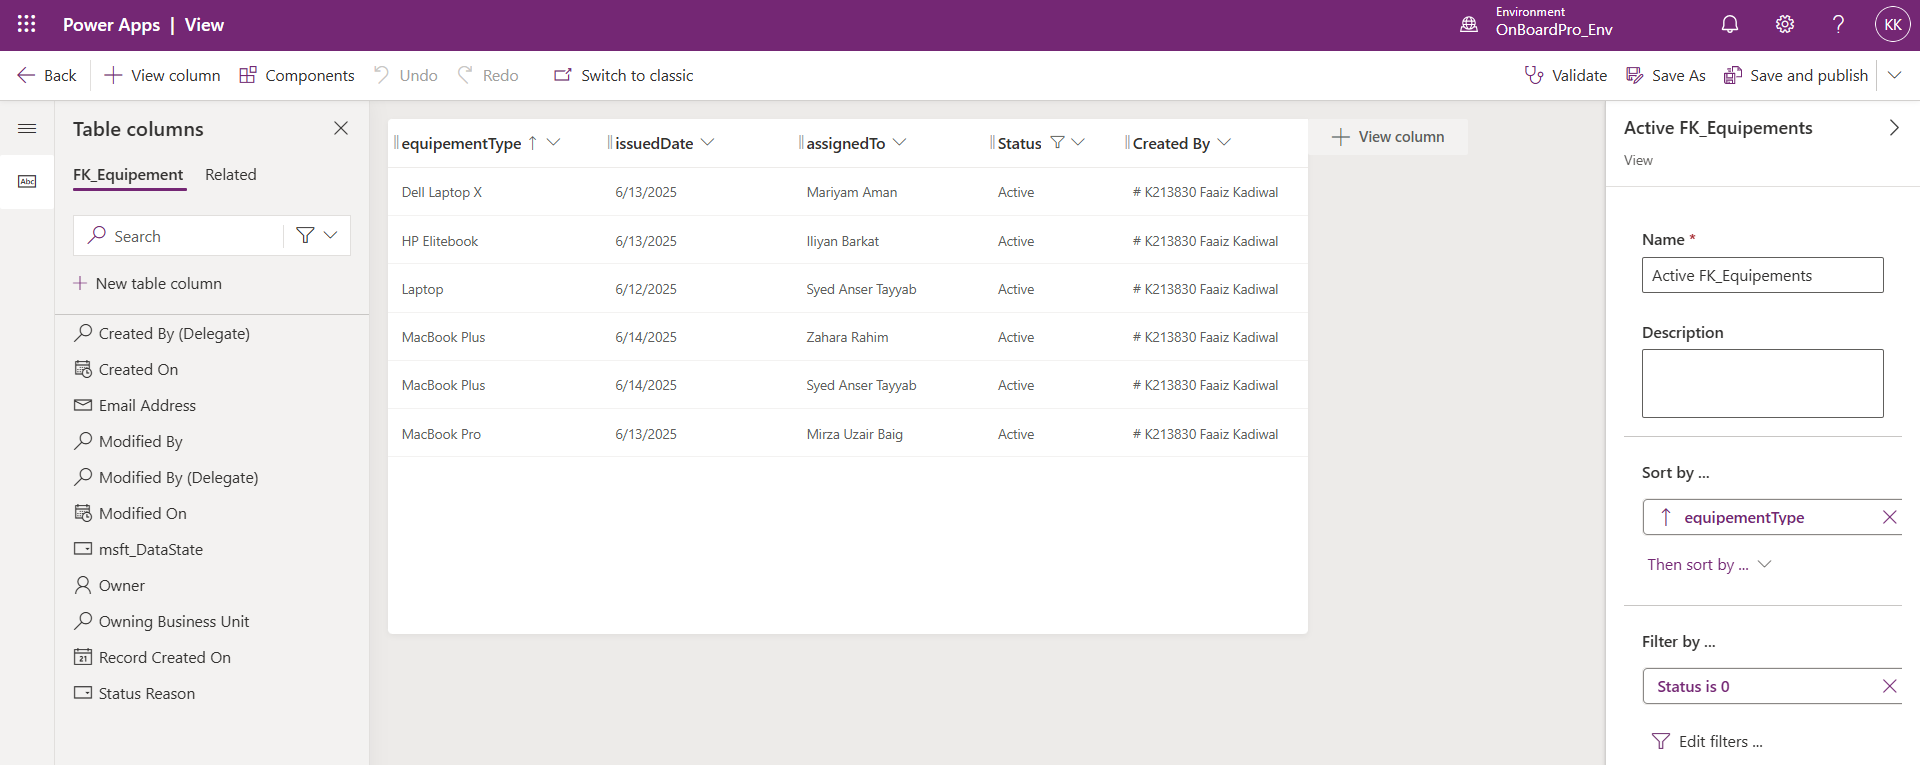 Power Apps | View
Environment
OnBoardPro_Env
KK
Back
View column
Components
Undo
Redo
Switch to classic
Validate
Save As
Save and publish
Table columns
FK_Equipement
Related
Search
New table column
Created By (Delegate)
Created On
Email Address
Modified By
Modified By (Delegate)
Modified On
msft_DataState
Owner
Owning Business Unit
21
Record Created On
Status Reason
Abc
equipementType issuedDate assignedTo Status Created By
Dell Laptop X 6/13/2025 Mariyam Aman Active # K213830 Faaiz Kadiwal
HP Elitebook 6/13/2025 Iliyan Barkat Active # K213830 Faaiz Kadiwal
Laptop 6/12/2025 Syed Anser Tayyab Active # K213830 Faaiz Kadiwal
MacBook Plus 6/14/2025 Zahara Rahim Active # K213830 Faaiz Kadiwal
MacBook Plus 6/14/2025 Syed Anser Tayyab Active # K213830 Faaiz Kadiwal
MacBook Pro 6/13/2025 Mirza Uzair Baig Active # K213830 Faaiz Kadiwal
View column
Active FK_Equipements
View
Name *
Active FK_Equipements
Description
Sort by ...
equipementType
Then sort by ...
Filter by ...
Status is 0
Edit filters ...